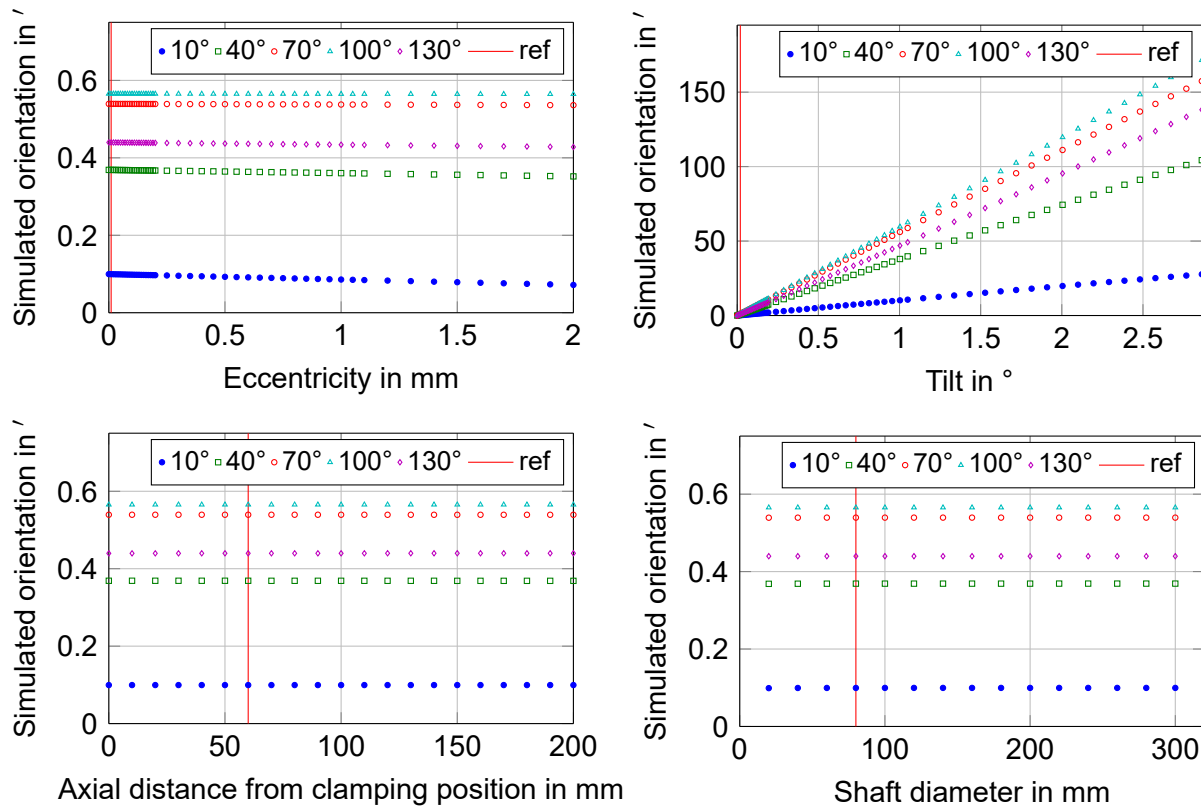 Simulated orientation in ′
10° 40° 70° 100° 130° ref
0.6
0.4
0.2
0
0 0.5 1 1.5 2
Eccentricity in mm
Simulated orientation in ′
10° 40° 70° 100° 130° ref
150
100
50
0
0 0.5 1 1.5 2 2.5
Tilt in °
Simulated orientation in ′
10° 40° 70° 100° 130° ref
0.6
0.4
0.2
0
0 50 100 150 200
Axial distance from clamping position in mm
Simulated orientation in ′
10° 40° 70° 100° 130° ref
0.6
0.4
0.2
0
0 100 200 300
Shaft diameter in mm